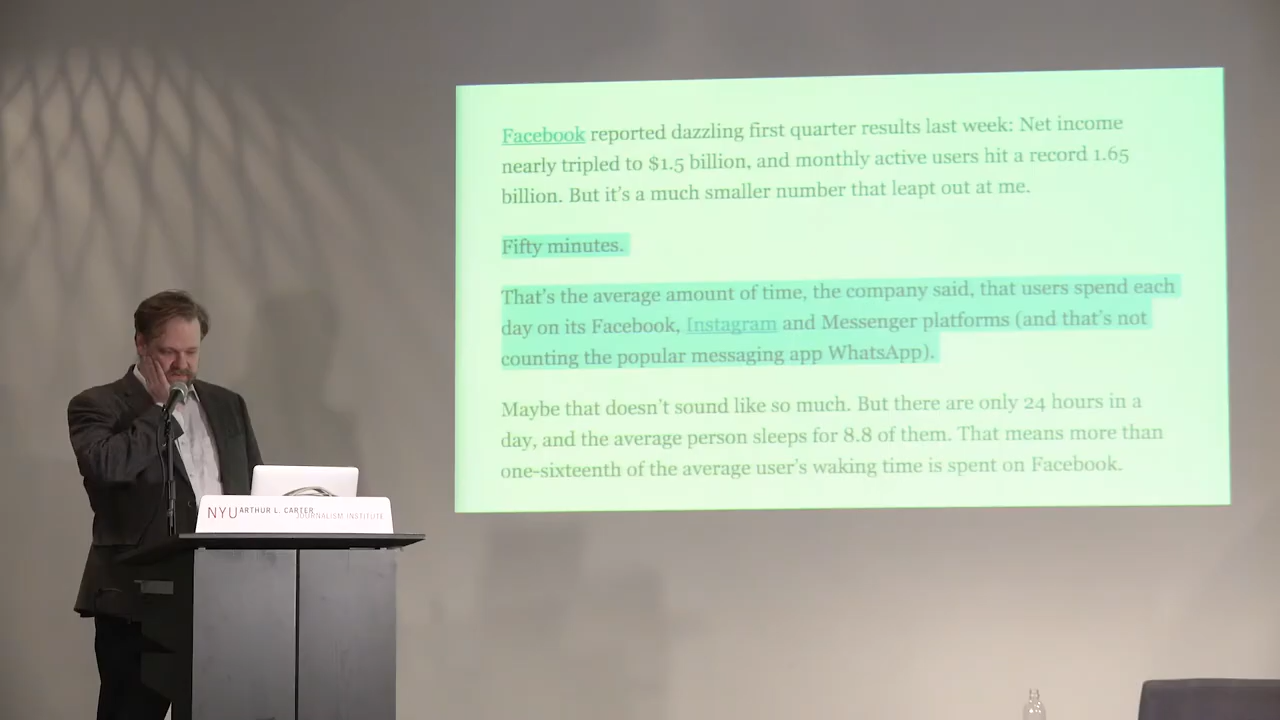 Facebook reported dazzling first quarter results last week: Net income
nearly tripled to $1.5 billion, and monthly active users hit a record 1.65
billion. But it's a much smaller number that leapt out at me.
Fifty minutes.
That's the average amount of time, the company said, that users spend each
day on its Facebook, Instagram and Messenger platforms (and that's not
counting the popular messaging app WhatsApp).
Maybe that doesn't sound like so much. But there are only 24 hours in a
day, and the average person sleeps for 8.8 of them. That means more than
one-sixteenth of the average user's waking time is spent on Facebook.
NYU ARTHUR L. CARTER
JOURNALISM INSTITUTE